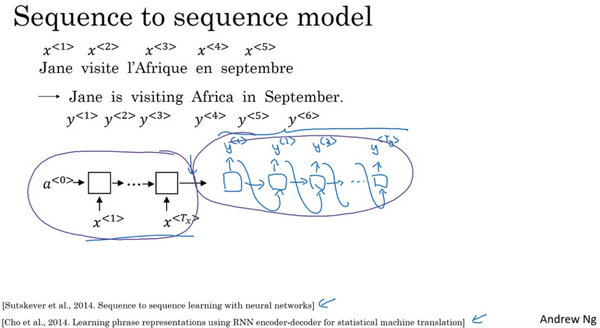 Sequence to sequence model
x<1> x<2> x<3> x<4> x<5>
Jane visite l'Afrique en septembre
→ Jane is visiting Africa in September.
y<1> y<2> y<3> y<4> y<5> y<6>
y<1> y<2> y<3> y<Ty>
a<0> → → ... → →  → → → ...
x<1> x<Tx>
[Sutskever et al., 2014. Sequence to sequence learning with neural networks]
[Cho et al., 2014. Learning phrase representations using RNN encoder-decoder for statistical machine translation]
Andrew Ng